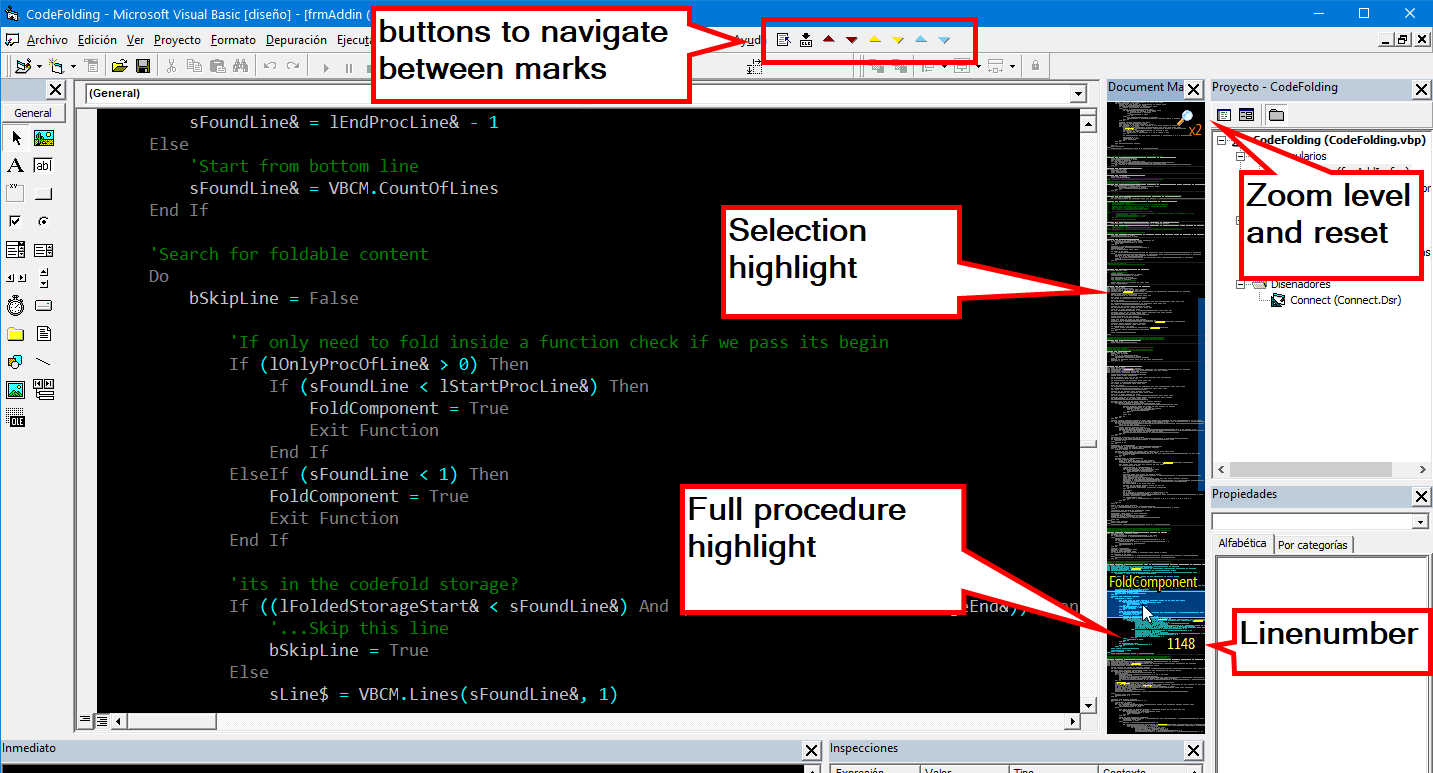 CodeFolding - Microsoft Visual Basic [diseño] - [frmAddin (
buttons to navigate
between marks
Archivo Edición Ver Proyecto Formato Depuración Ejecuta
Ayuda
General
(General)
sFoundLine& = lEndProcLine& - 1
Else
'Start from bottom line
sFoundLine& = VBCM.CountOfLines
End If
'Search for foldable content
Do
bSkipLine = False
'If only need to fold inside a function check if we pass its begin
If (lOnlyProcOfLine& > 0) Then
If (sFoundLine < lStartProcLine&) Then
FoldComponent = True
Exit Function
End If
ElseIf (sFoundLine < 1) Then
FoldComponent = True
Exit Function
End If
'its in the codefold storage?
If ((lFoldedStorageStart& < sFoundLine&) And
eEnd&))
'...Skip this line
bSkipLine = True
Else
sLine$ = VBCM.Lines(sFoundLine&, 1)
Selection
highlight
Full procedure
highlight
Document Ma
x2
FoldComponent
1148
Proyecto - CodeFolding
CodeFolding (CodeFolding.vbp)
Zoom level
and reset
Diseñadores
Connect (Connect.Dsr)
Propiedades
Alfabética Por categorías
Linenumber
A
ab|
xy
OLE
Inmediato
Inspecciones
Expresión Valor Tipo Contexto